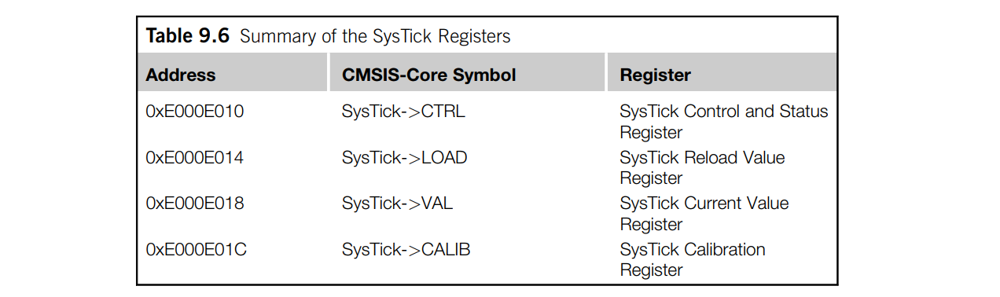 Table 9.6 Summary of the SysTick Registers
Address CMSIS-Core Symbol Register
0xE000E010 SysTick->CTRL SysTick Control and Status
Register
0xE000E014 SysTick->LOAD SysTick Reload Value
Register
0xE000E018 SysTick->VAL SysTick Current Value
Register
0xE000E01C SysTick->CALIB SysTick Calibration
Register